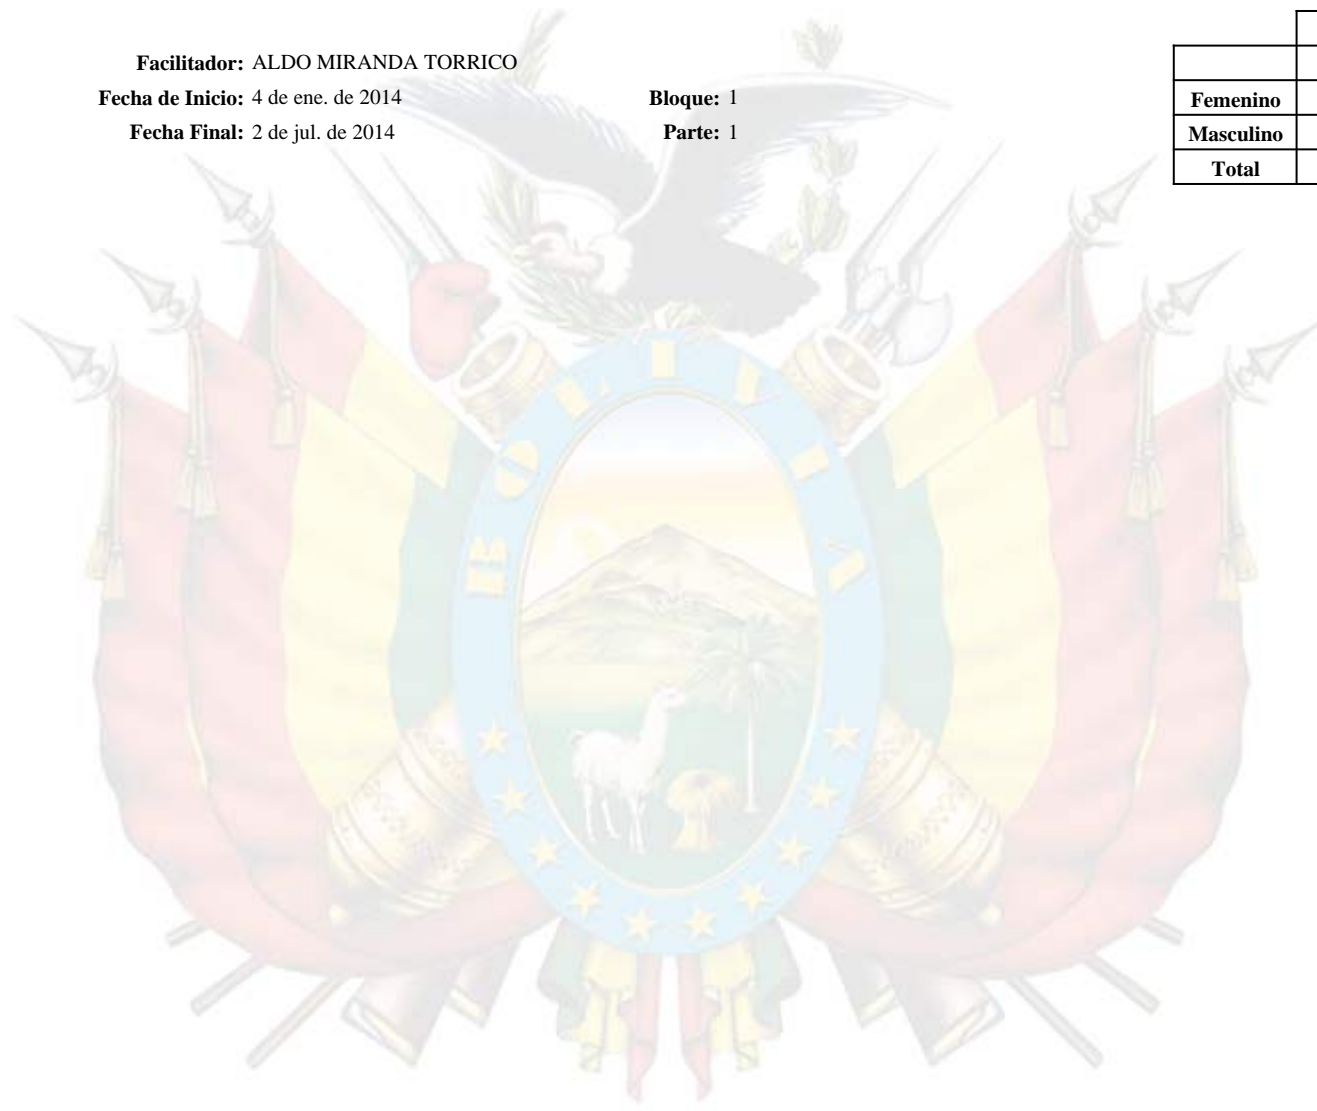 Facilitador: ALDO MIRANDA TORRICO
Fecha de Inicio: 4 de ene. de 2014 Bloque: 1
Fecha Final: 2 de jul. de 2014 Parte: 1
Femenino
Masculino
Total
BOLIVIA